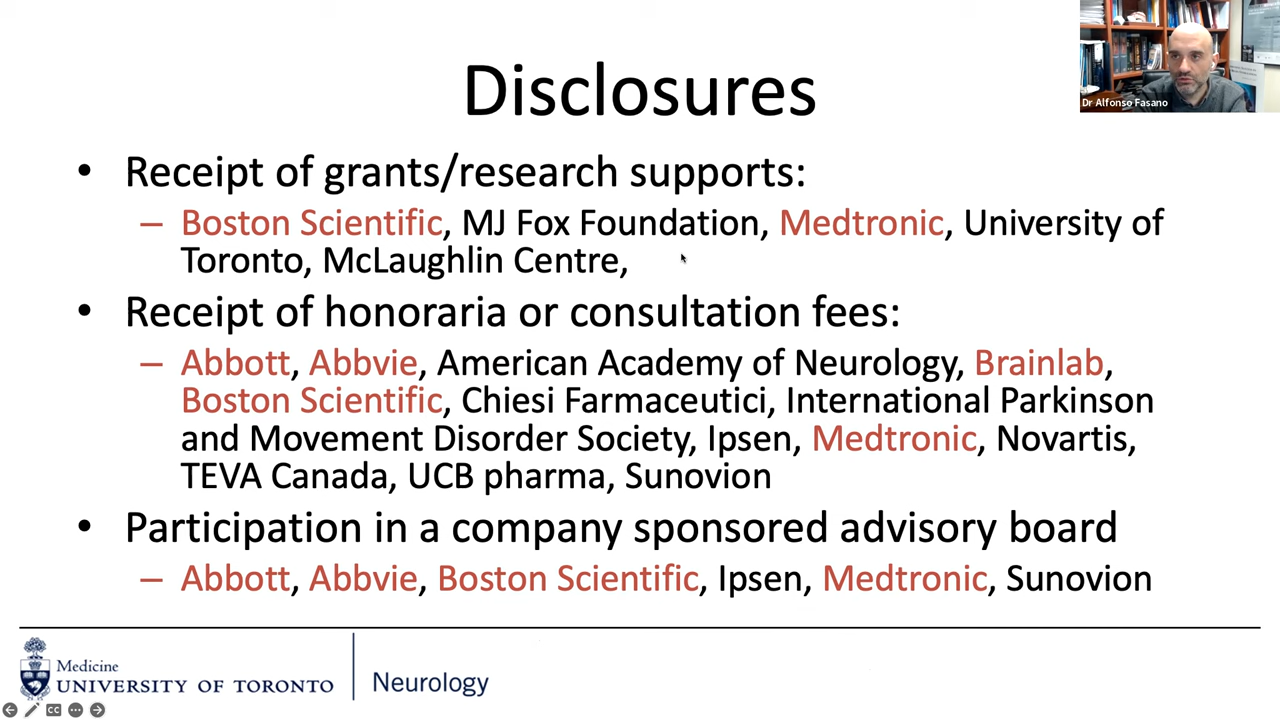 Disclosures
Dr Alfonso Fasano
• Receipt of grants/research supports:
– Boston Scientific, MJ Fox Foundation, Medtronic, University of
Toronto, McLaughlin Centre,
• Receipt of honoraria or consultation fees:
– Abbott, Abbvie, American Academy of Neurology, Brainlab,
Boston Scientific, Chiesi Farmaceutici, International Parkinson
and Movement Disorder Society, Ipsen, Medtronic, Novartis,
TEVA Canada, UCB pharma, Sunovion
• Participation in a company sponsored advisory board
– Abbott, Abbvie, Boston Scientific, Ipsen, Medtronic, Sunovion
Medicine
UNIVERSITY OF TORONTO
Neurology
CC